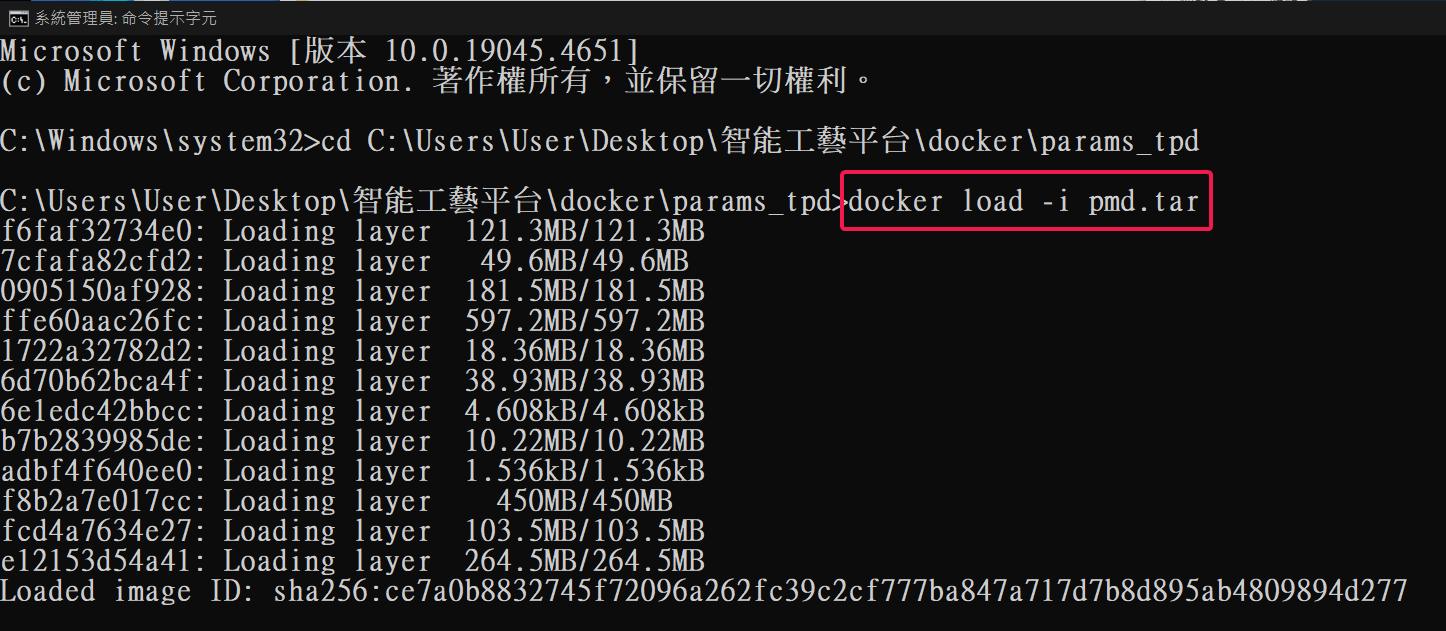 系統管理員: 命令提示字元
Microsoft Windows [版本 10.0.19045.4651]
(c) Microsoft Corporation. 著作權所有，並保留一切權利。
C:\Windows\system32>cd C:\Users\User\Desktop\智能工藝平台\docker\params_tpd
C:\Users\User\Desktop\智能工藝平台\docker\params_tpd>docker load -i pmd.tar
f6faf32734e0: Loading layer  121.3MB/121.3MB
7cfafa82cfd2: Loading layer   49.6MB/49.6MB
0905150af928: Loading layer  181.5MB/181.5MB
ffe60aac26fc: Loading layer  597.2MB/597.2MB
1722a32782d2: Loading layer  18.36MB/18.36MB
6d70b62bca4f: Loading layer  38.93MB/38.93MB
6e1edc42bbcc: Loading layer  4.608kB/4.608kB
b7b2839985de: Loading layer  10.22MB/10.22MB
adbf4f640ee0: Loading layer  1.536kB/1.536kB
f8b2a7e017cc: Loading layer    450MB/450MB
fcd4a7634e27: Loading layer  103.5MB/103.5MB
e12153d54a41: Loading layer  264.5MB/264.5MB
Loaded image ID: sha256:ce7a0b8832745f72096a262fc39c2cf777ba847a717d7b8d895ab4809894d277